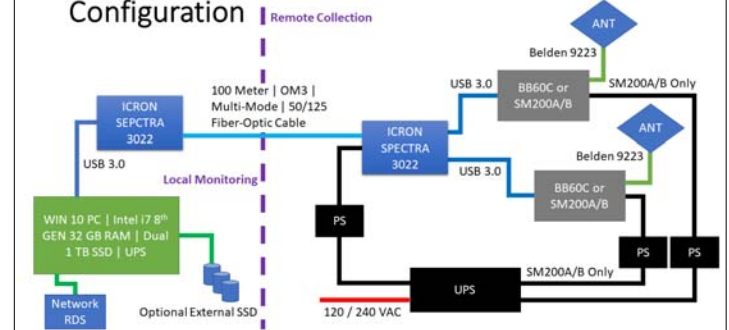 Configuration
Remote Collection
ANT
Belden 9223
100 Meter | OM3 |
Multi-Mode | 50/125
Fiber-Optic Cable
USB 3.0
BB60C or
SM200A/B
SM200A/B Only
ICRON
SEPCTRA
3022
ICRON
SPECTRA
3022
ANT
Belden 9223
USB 3.0
USB 3.0
Local Monitoring
BB60C or
SM200A/B
WIN 10 PC | Intel i7 8th
GEN 32 GB RAM | Dual
1 TB SSD | UPS
PS
PS
PS
SM200A/B Only
UPS
Network
RDS
Optional External SSD
120 / 240 VAC